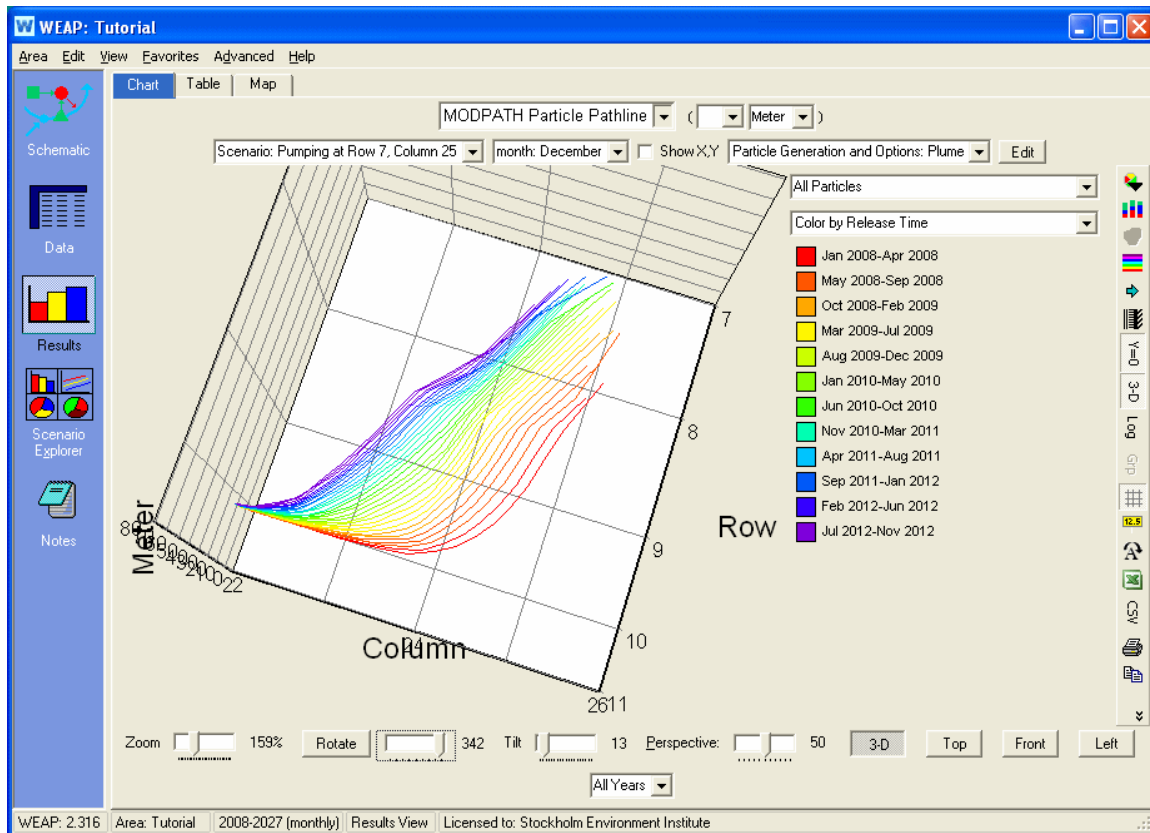 WEAP: Tutorial
Area Edit View Favorites Advanced Help
Chart Table Map
MODPATH Particle Pathline ( Meter )
Scenario: Pumping at Row 7, Column 25 month: December Show X,Y Particle Generation and Options: Plume Edit
Schematic
Data
Results
Scenario
Explorer
Notes
All Particles
Color by Release Time
Jan 2008-Apr 2008
May 2008-Sep 2008
Oct 2008-Feb 2009
Mar 2009-Jul 2009
Aug 2009-Dec 2009
Jan 2010-May 2010
Jun 2010-Oct 2010
Nov 2010-Mar 2011
Apr 2011-Aug 2011
Sep 2011-Jan 2012
Feb 2012-Jun 2012
Jul 2012-Nov 2012
7
8
9
10
11
Row
Meter
22
26
Column
Y=0
3-D
Log
Grp
12.5
CSV
Zoom 159% Rotate 342 Tilt 13 Perspective: 50 3-D Top Front Left
All Years
WEAP: 2.316 Area: Tutorial 2008-2027 (monthly) Results View Licensed to: Stockholm Environment Institute